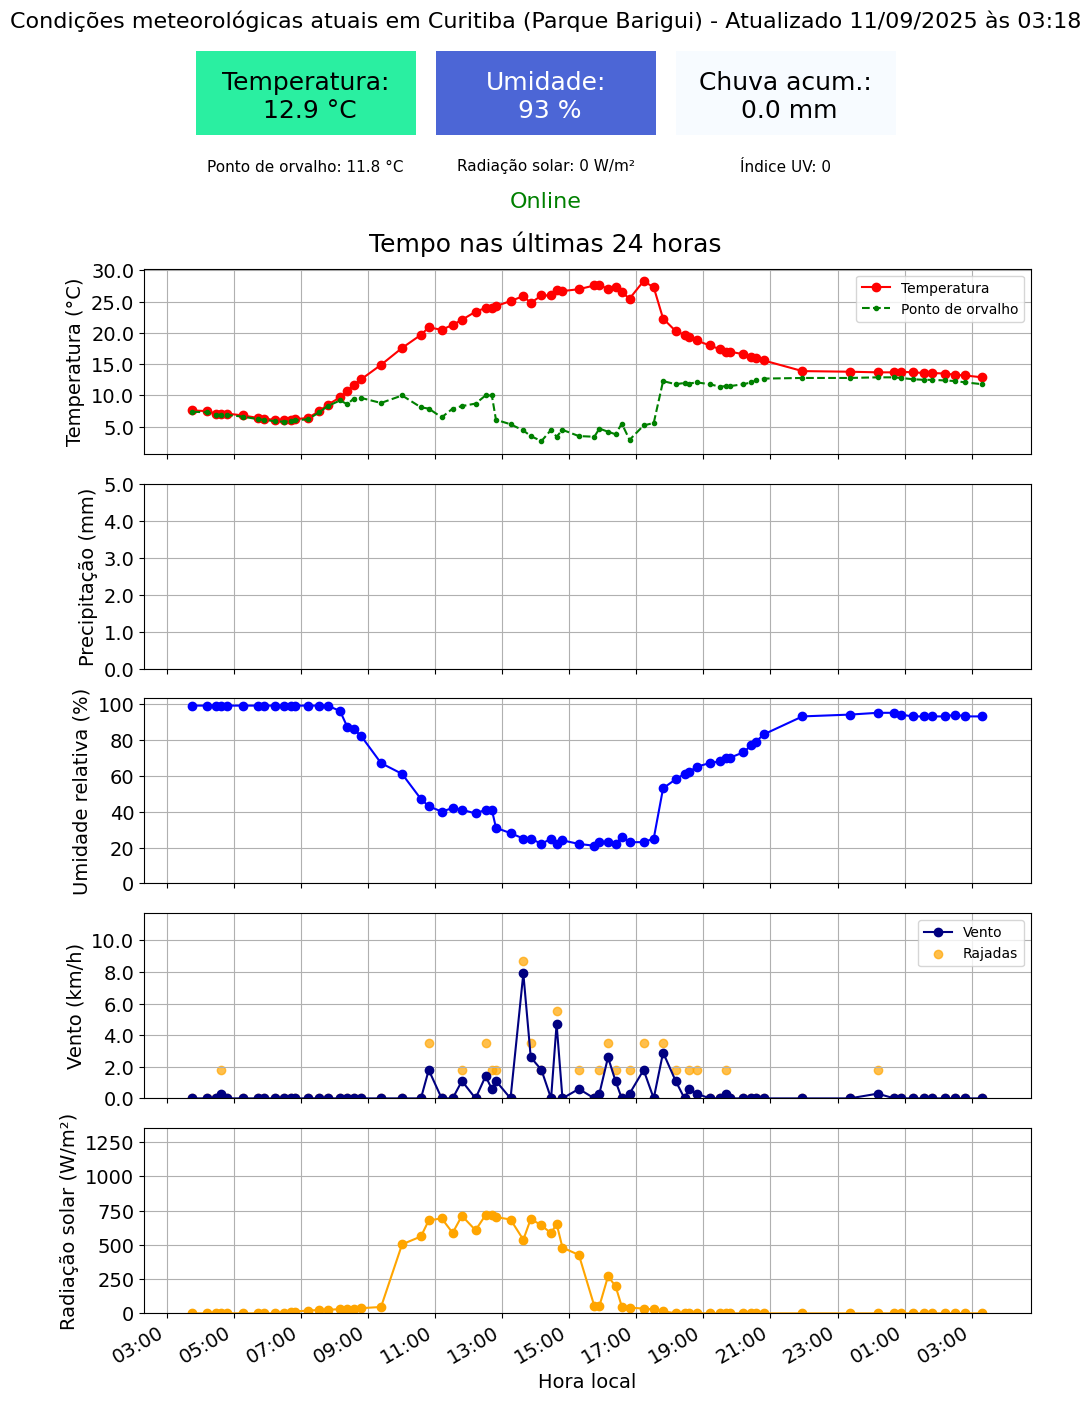 Condições meteorológicas atuais em Curitiba (Parque Barigui) - Atualizado 11/09/2025 às 03:18
Temperatura:
12.9 °C
Umidade:
93 %
Chuva acum.:
0.0 mm
Ponto de orvalho: 11.8 °C
Radiação solar: 0 W/m²
Índice UV: 0
Online
Tempo nas últimas 24 horas
Temperatura (°C)
30.0
25.0
20.0
15.0
10.0
5.0
Temperatura
Ponto de orvalho
Precipitação (mm)
5.0
4.0
3.0
2.0
1.0
0.0
Umidade relativa (%)
100
80
60
40
20
0
Vento (km/h)
10.0
8.0
6.0
4.0
2.0
0.0
Vento
Rajadas
Radiação solar (W/m²)
1250
1000
750
500
250
0
03:00
05:00
07:00
09:00
11:00
13:00
15:00
17:00
19:00
21:00
23:00
01:00
03:00
Hora local